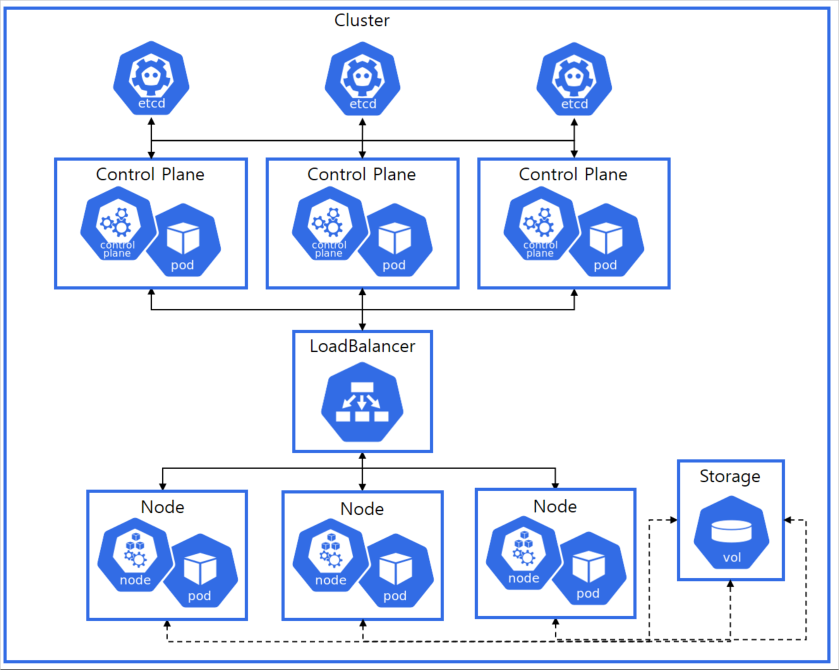 Cluster
etcd
etcd
etcd
Control Plane
Control Plane
Control Plane
control
plane
pod
control
plane
pod
control
plane
pod
LoadBalancer
Node
Node
Node
Storage
node
pod
node
pod
node
pod
vol